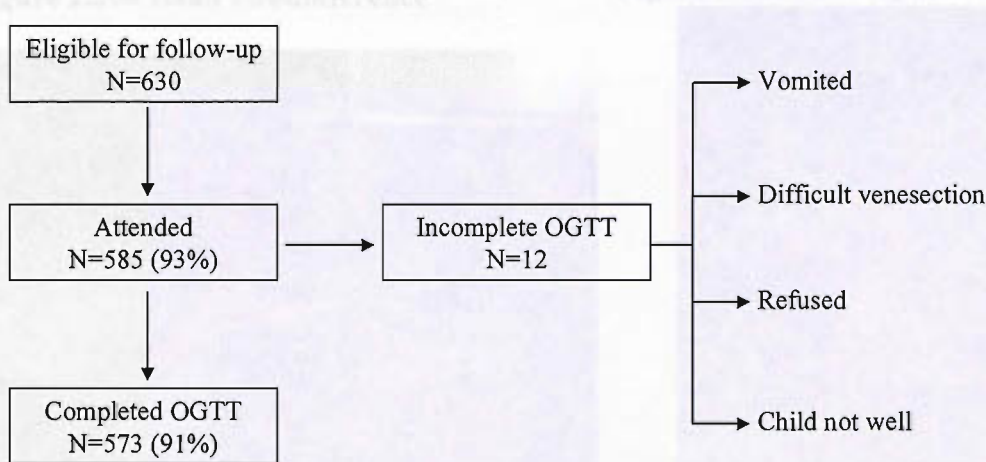 Eligible for follow-up
N=630
Attended
N=585 (93%)
Incomplete OGTT
N=12
Completed OGTT
N=573 (91%)
Vomited
Difficult venesection
Refused
Child not well